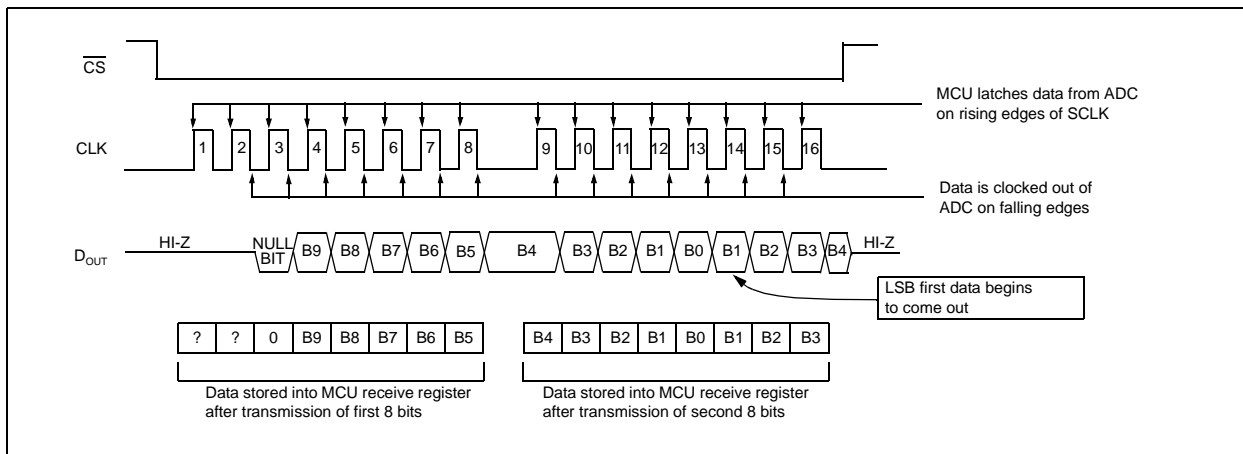 CS
MCU latches data from ADC
on rising edges of SCLK
CLK
1 2 3 4 5 6 7 8 9 10 11 12 13 14 15 16
Data is clocked out of
ADC on falling edges
DOUT
HI-Z
NULL
BIT
B9 B8 B7 B6 B5 B4 B3 B2 B1 B0 B1 B2 B3 B4
HI-Z
LSB first data begins
to come out
? ? 0 B9 B8 B7 B6 B5
B4 B3 B2 B1 B0 B1 B2 B3
Data stored into MCU receive register
after transmission of first 8 bits
Data stored into MCU receive register
after transmission of second 8 bits